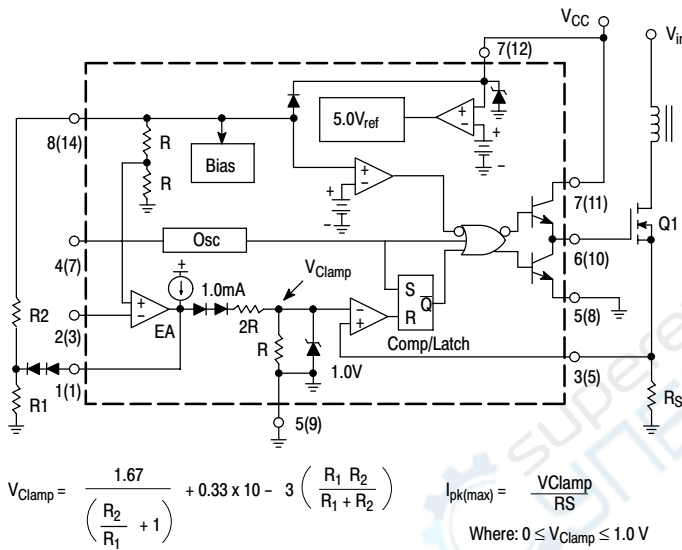 VCC
Vin
7(12)
5.0Vref
+
–
+
–
8(14)
R
Bias
R
+
–
+
–
7(11)
Q1
4(7)
Osc
6(10)
VClamp
+
1.0mA
S
Q
R
5(8)
R2
+
–
2(3)
EA
2R
–
+
R
Comp/Latch
1.0V
1(1)
3(5)
R1
RS
5(9)
VClamp = 1.67 / (R2 / R1 + 1) + 0.33 x 10 – 3 (R1 R2 / R1 + R2)
Ipk(max) = VClamp / RS
Where: 0 ≤ VClamp ≤ 1.0 V